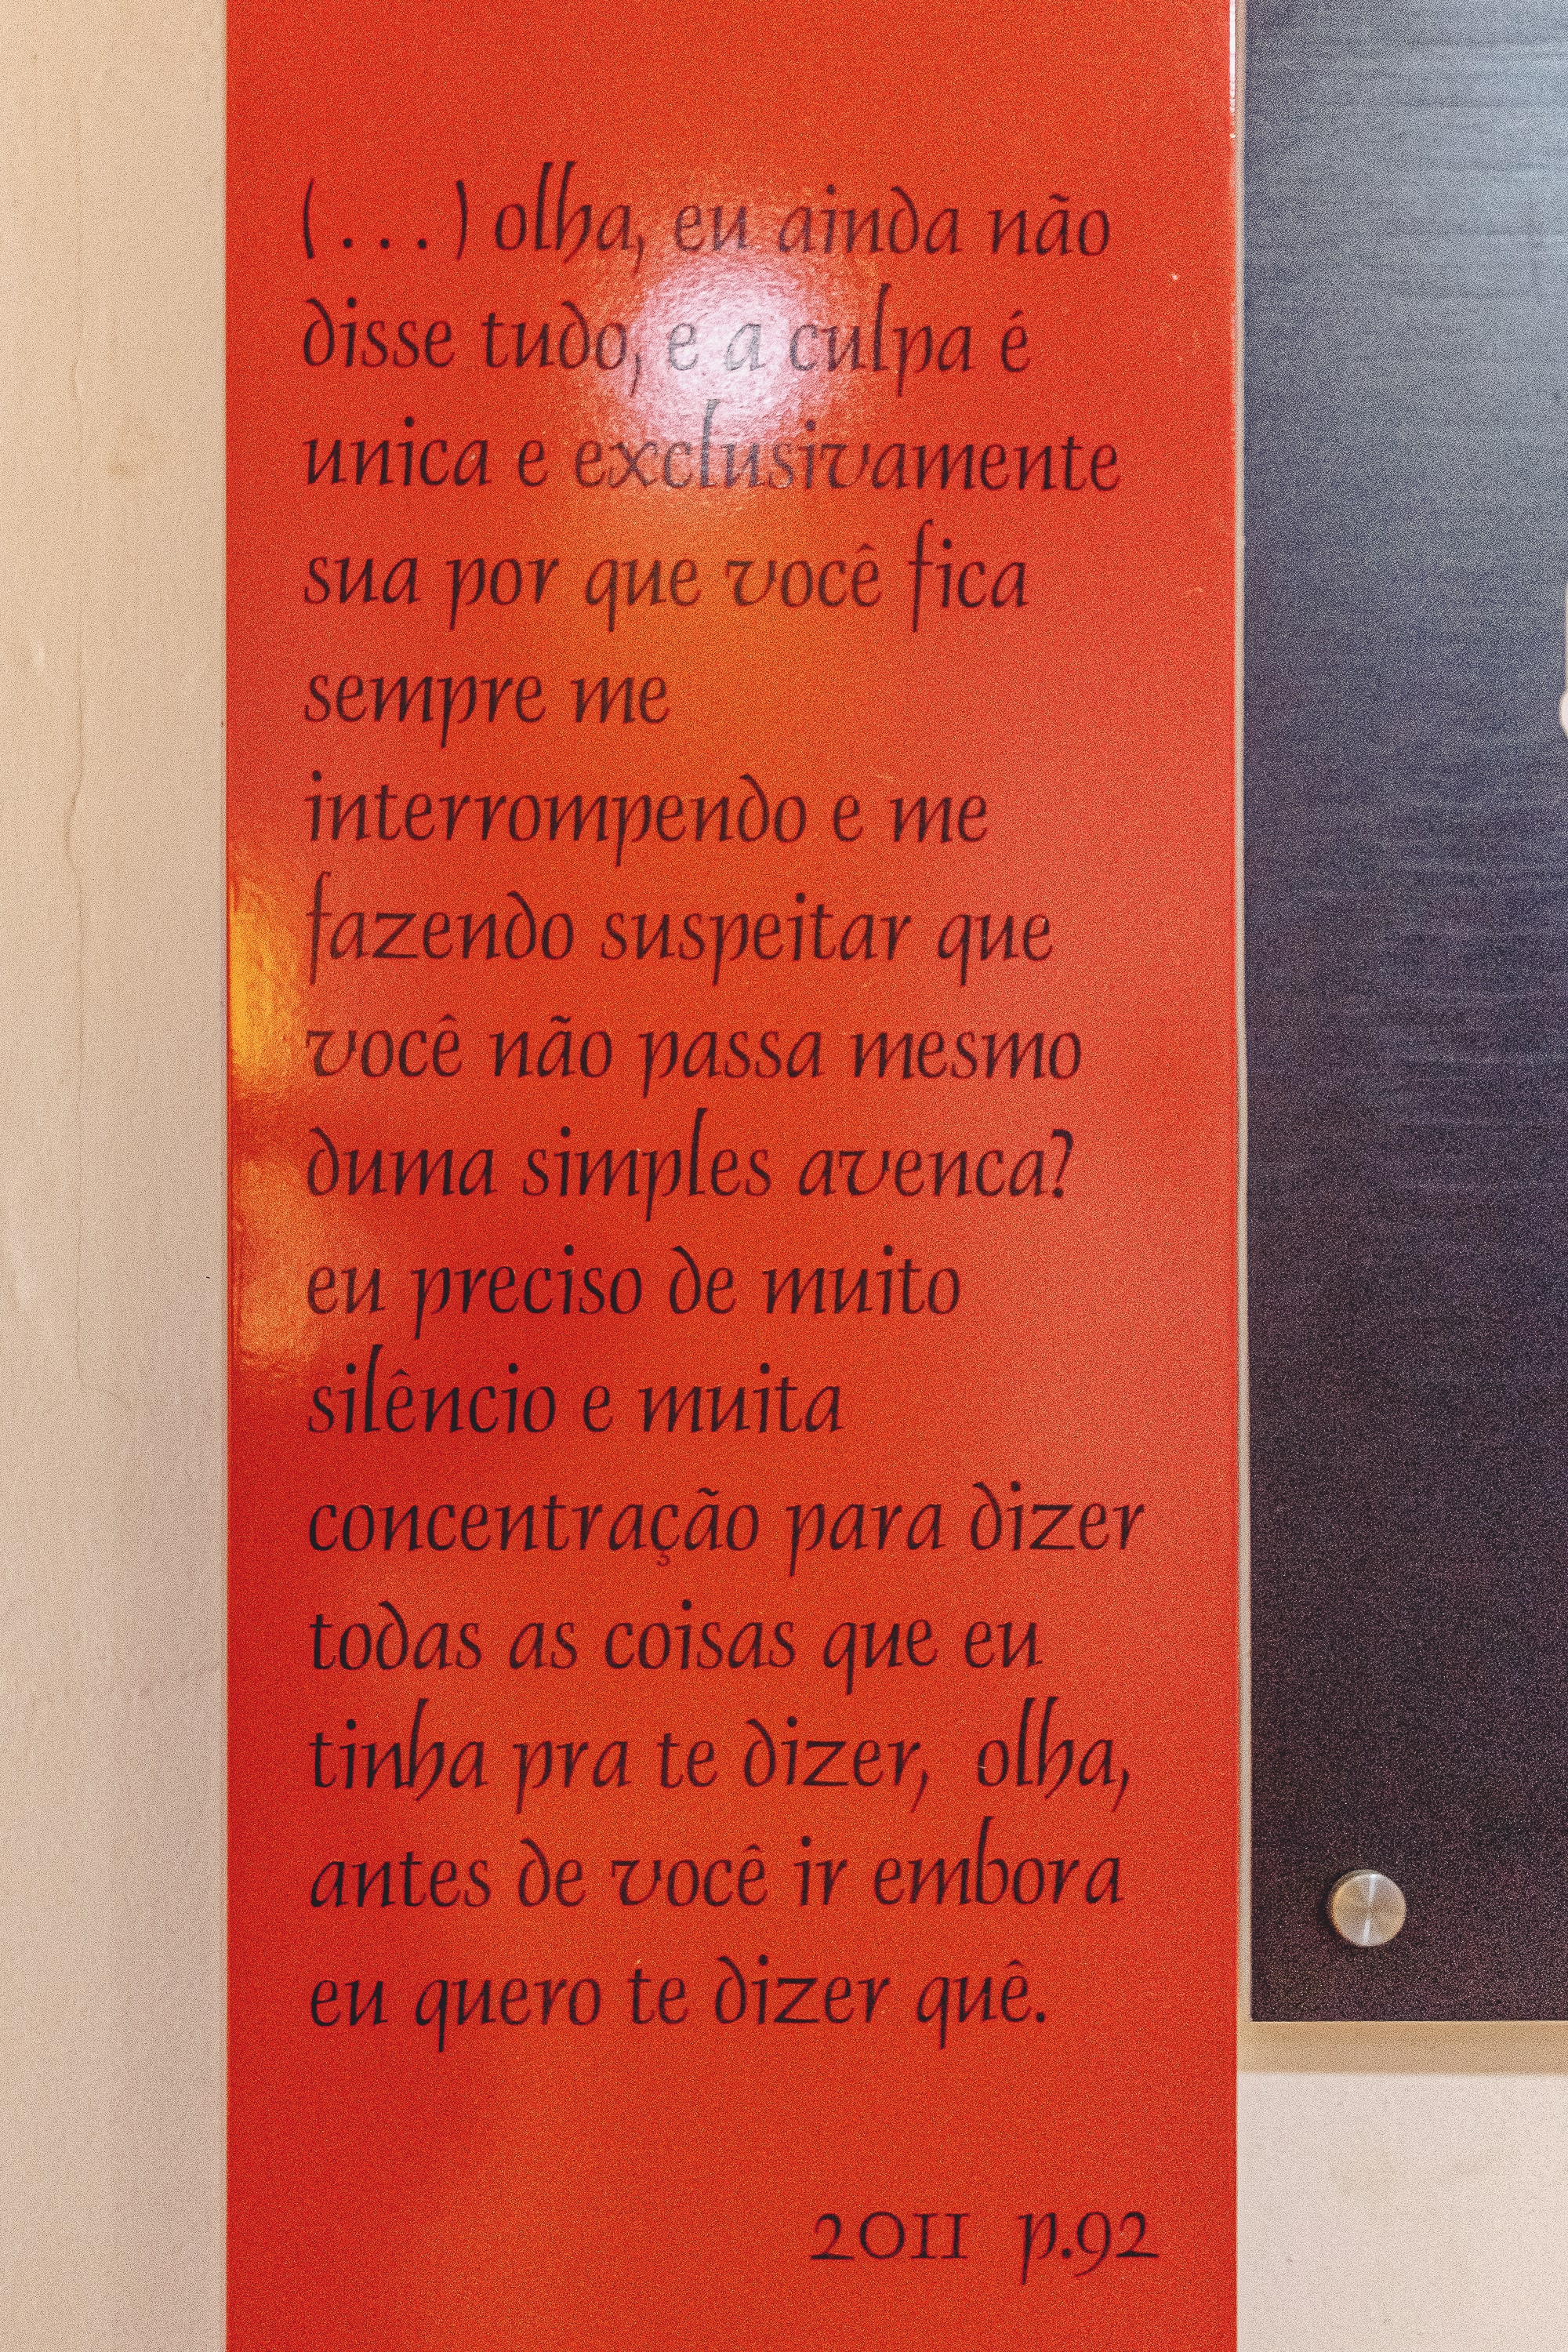 (...) olha, eu ainda não
disse tudo, e a culpa é
unica e exclusivamente
sua por que você fica
sempre me
interrompendo e me
fazendo suspeitar que
você não passa mesmo
duma simples avenca?
eu preciso de muito
silêncio e muita
concentração para dizer
todas as coisas que eu
tinha pra te dizer, olha,
antes de você ir embora
eu quero te dizer quê.
2011 p.92